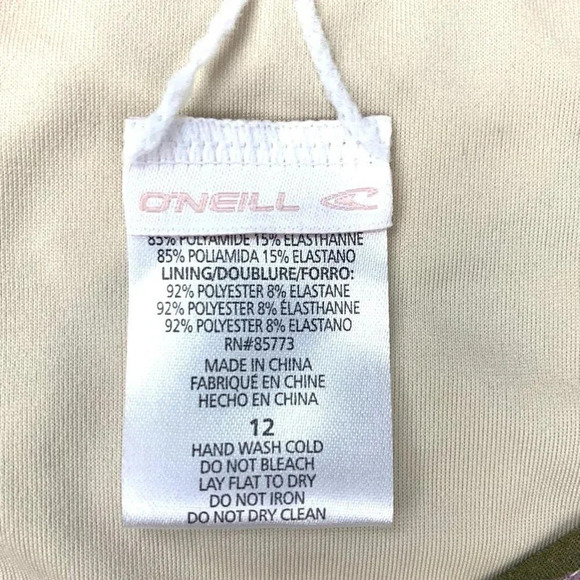 O'NEILL
85% POLYAMIDE 15% ÉLASTHANNE
85% POLIAMIDA 15% ELASTANO
LINING/DOUBLURE/FORRO:
92% POLYESTER 8% ELASTANE
92% POLYESTER 8% ÉLASTHANNE
92% POLYESTER 8% ELASTANO
RN#85773
MADE IN CHINA
FABRIQUÉ EN CHINE
HECHO EN CHINA
12
HAND WASH COLD
DO NOT BLEACH
LAY FLAT TO DRY
DO NOT IRON
DO NOT DRY CLEAN